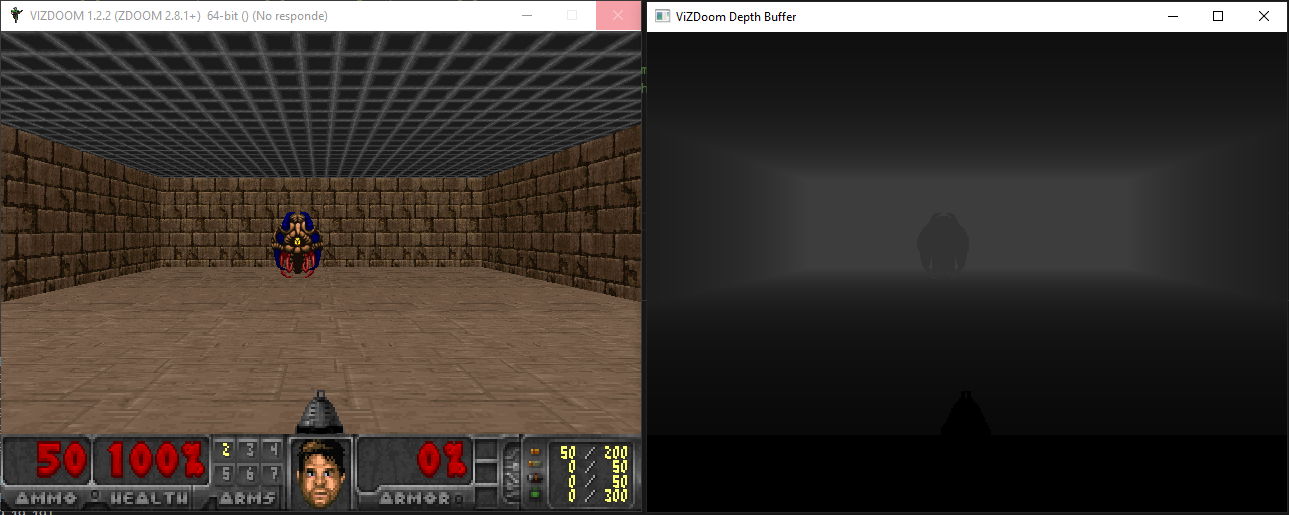 VIZDOOM 1.2.2 (ZDOOM 2.8.1+) 64-bit () (No responde)
ViZDoom Depth Buffer
50 100% 2 3 4 0% 50 / 200
0 / 50
5 6 7 0 / 50
AMMO HEALTH ARMS ARMOR 0 / 300